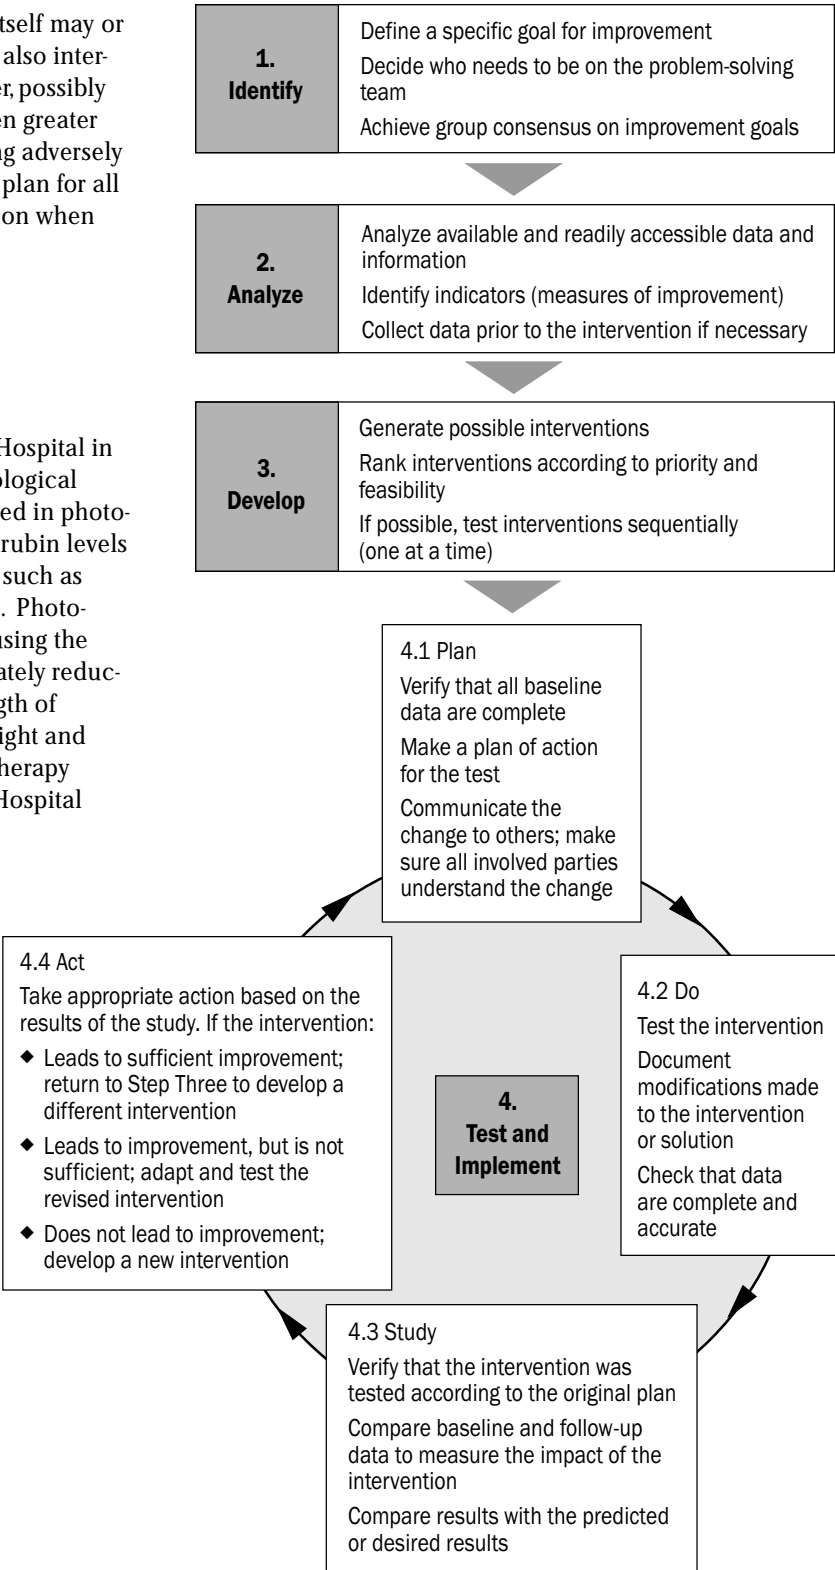 tself may or
also inter-
er, possibly
en greater
ng adversely
plan for all
on when
Hospital in
ological
ed in photo-
rubin levels
such as
. Photo-
using the
ately reduc-
gth of
ight and
herapy
Hospital
1.
Identify
Define a specific goal for improvement
Decide who needs to be on the problem-solving
team
Achieve group consensus on improvement goals
2.
Analyze
Analyze available and readily accessible data and
information
Identify indicators (measures of improvement)
Collect data prior to the intervention if necessary
3.
Develop
Generate possible interventions
Rank interventions according to priority and
feasibility
If possible, test interventions sequentially
(one at a time)
4.1 Plan
Verify that all baseline
data are complete
Make a plan of action
for the test
Communicate the
change to others; make
sure all involved parties
understand the change
4.2 Do
Test the intervention
Document
modifications made
to the intervention
or solution
Check that data
are complete and
accurate
4.
Test and
Implement
4.3 Study
Verify that the intervention was
tested according to the original plan
Compare baseline and follow-up
data to measure the impact of the
intervention
Compare results with the predicted
or desired results
4.4 Act
Take appropriate action based on the
results of the study. If the intervention:
◆ Leads to sufficient improvement;
return to Step Three to develop a
different intervention
◆ Leads to improvement, but is not
sufficient; adapt and test the
revised intervention
◆ Does not lead to improvement;
develop a new intervention